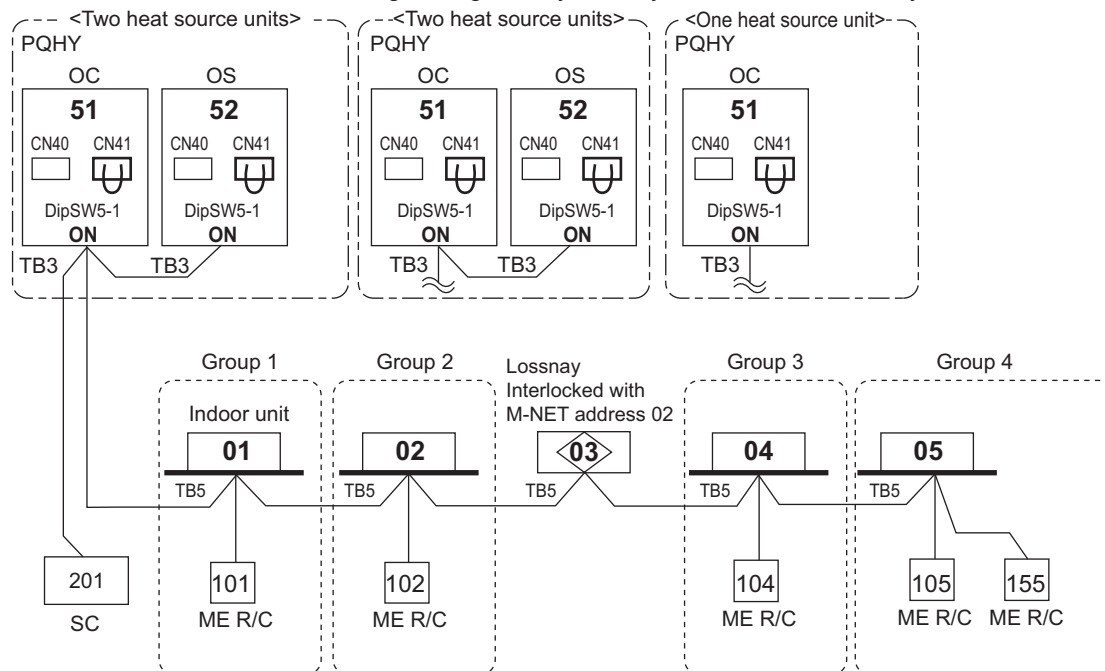 <Two heat source units>
<Two heat source units>
<One heat source unit>
PQHY
PQHY
PQHY
OC
OS
OC
OS
OC
51
52
51
52
51
CN40 CN41
CN40 CN41
CN40 CN41
CN40 CN41
CN40 CN41
DipSW5-1
DipSW5-1
DipSW5-1
DipSW5-1
DipSW5-1
ON
ON
ON
ON
ON
TB3
TB3
TB3
TB3
TB3
Group 1
Group 2
Lossnay
Interlocked with
M-NET address 02
Group 3
Group 4
Indoor unit
01
02
03
04
05
TB5
TB5
TB5
TB5
TB5
201
101
102
104
105
155
SC
ME R/C
ME R/C
ME R/C
ME R/C
ME R/C